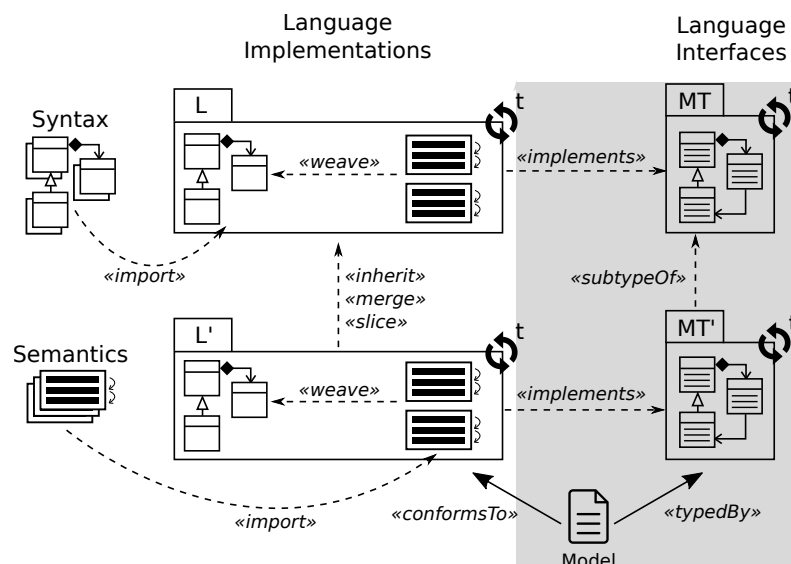 Language
Implementations
Language
Interfaces
L
t
MT
t
Syntax
«weave»
«implements»
«import»
«inherit»
«merge»
«slice»
«subtypeOf»
L'
t
MT'
t
Semantics
«weave»
«implements»
«import»
«conformsTo»
«typedBy»
Model